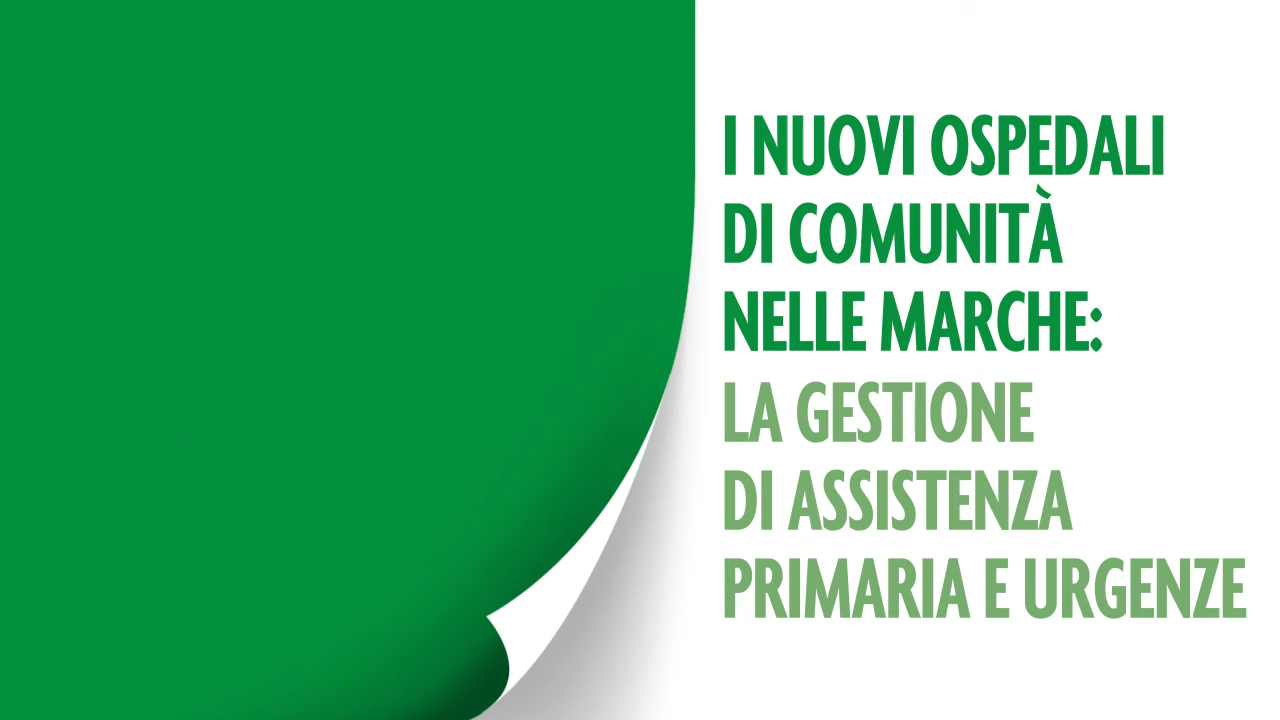 I NUOVI OSPEDALI
DI COMUNITÀ
NELLE MARCHE:
LA GESTIONE
DI ASSISTENZA
PRIMARIA E URGENZE